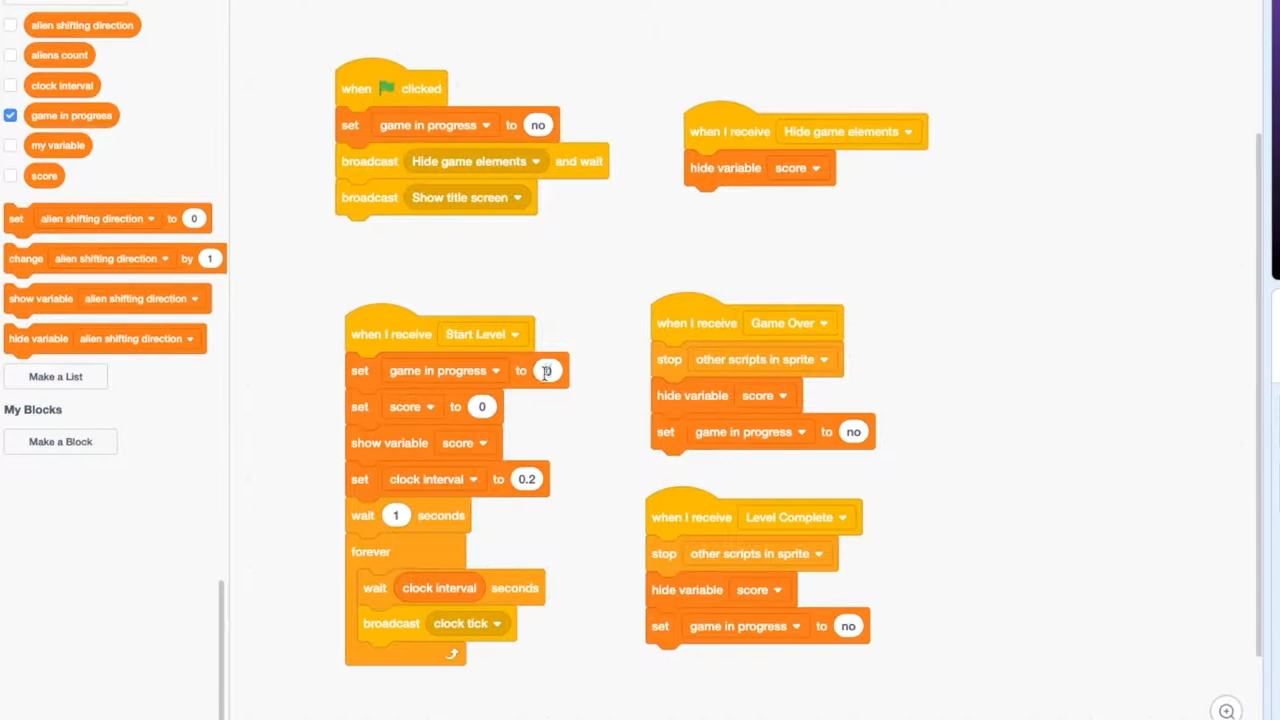 alien shifting direction
aliens count
clock interval
game in progress
my variable
score
set alien shifting direction to 0
change alien shifting direction by 1
show variable alien shifting direction
hide variable alien shifting direction
Make a List
My Blocks
Make a Block
when clicked
set game in progress to no
broadcast Hide game elements and wait
broadcast Show title screen
when I receive Hide game elements
hide variable score
when I receive Start Level
set game in progress to 0
set score to 0
show variable score
set clock interval to 0.2
wait 1 seconds
forever
wait clock interval seconds
broadcast clock tick
when I receive Game Over
stop other scripts in sprite
hide variable score
set game in progress to no
when I receive Level Complete
stop other scripts in sprite
hide variable score
set game in progress to no